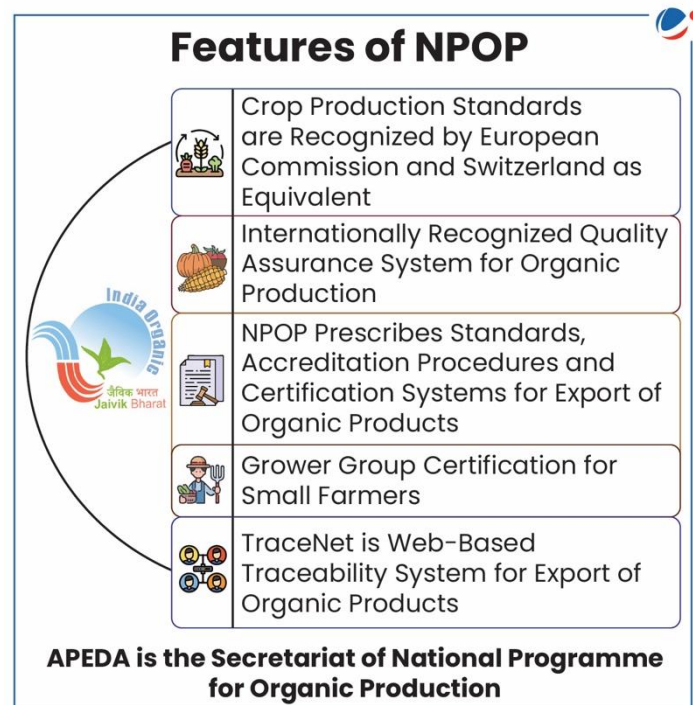 Features of NPOP
Crop Production Standards
are Recognized by European
Commission and Switzerland as
Equivalent
Internationally Recognized Quality
Assurance System for Organic
Production
India Organic
जैविक भारत
Jaivik Bharat
NPOP Prescribes Standards,
Accreditation Procedures and
Certification Systems for Export of
Organic Products
Grower Group Certification for
Small Farmers
TraceNet is Web-Based
Traceability System for Export of
Organic Products
APEDA is the Secretariat of National Programme
for Organic Production